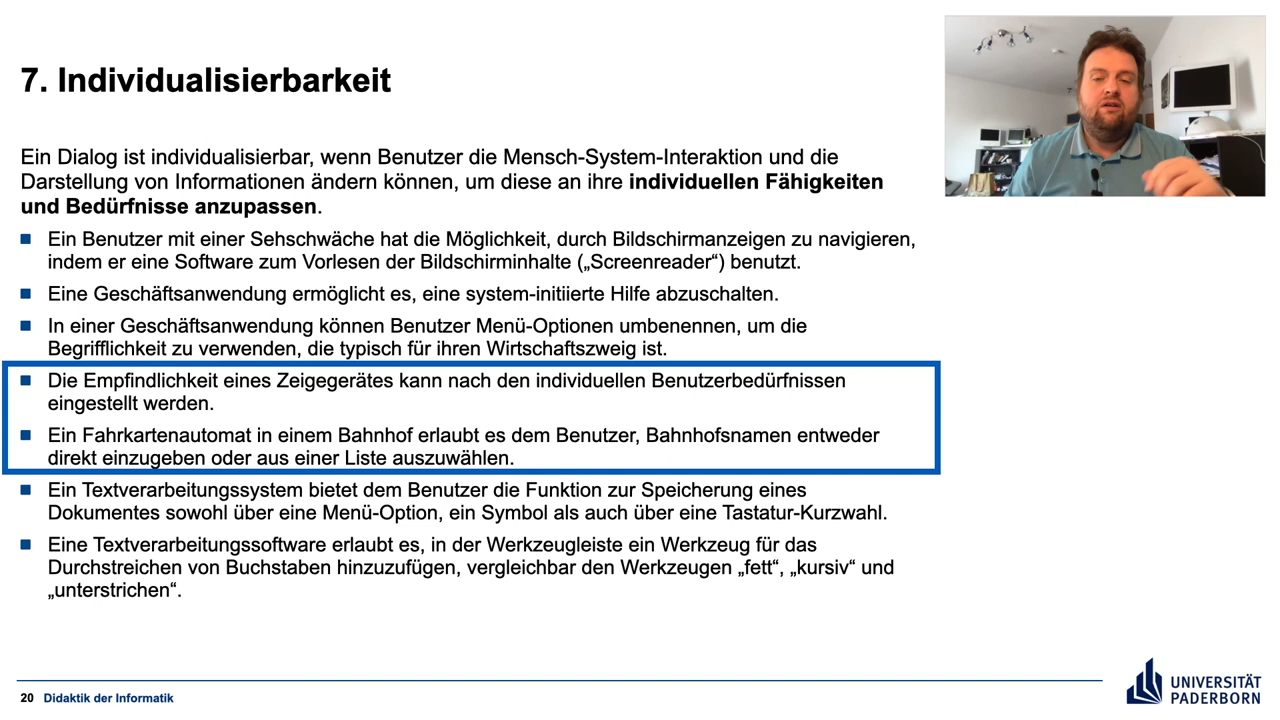 7. Individualisierbarkeit
Ein Dialog ist individualisierbar, wenn Benutzer die Mensch-System-Interaktion und die
Darstellung von Informationen ändern können, um diese an ihre individuellen Fähigkeiten
und Bedürfnisse anzupassen.
Ein Benutzer mit einer Sehschwäche hat die Möglichkeit, durch Bildschirmanzeigen zu navigieren,
indem er eine Software zum Vorlesen der Bildschirminhalte („Screenreader“) benutzt.
Eine Geschäftsanwendung ermöglicht es, eine system-initiierte Hilfe abzuschalten.
In einer Geschäftsanwendung können Benutzer Menü-Optionen umbenennen, um die
Begrifflichkeit zu verwenden, die typisch für ihren Wirtschaftszweig ist.
Die Empfindlichkeit eines Zeigegerätes kann nach den individuellen Benutzerbedürfnissen
eingestellt werden.
Ein Fahrkartenautomat in einem Bahnhof erlaubt es dem Benutzer, Bahnhofsnamen entweder
direkt einzugeben oder aus einer Liste auszuwählen.
Ein Textverarbeitungssystem bietet dem Benutzer die Funktion zur Speicherung eines
Dokumentes sowohl über eine Menü-Option, ein Symbol als auch über eine Tastatur-Kurzwahl.
Eine Textverarbeitungssoftware erlaubt es, in der Werkzeugleiste ein Werkzeug für das
Durchstreichen von Buchstaben hinzuzufügen, vergleichbar den Werkzeugen „fett“, „kursiv“ und
„unterstrichen“.
20 Didaktik der Informatik
UNIVERSITÄT
PADERBORN